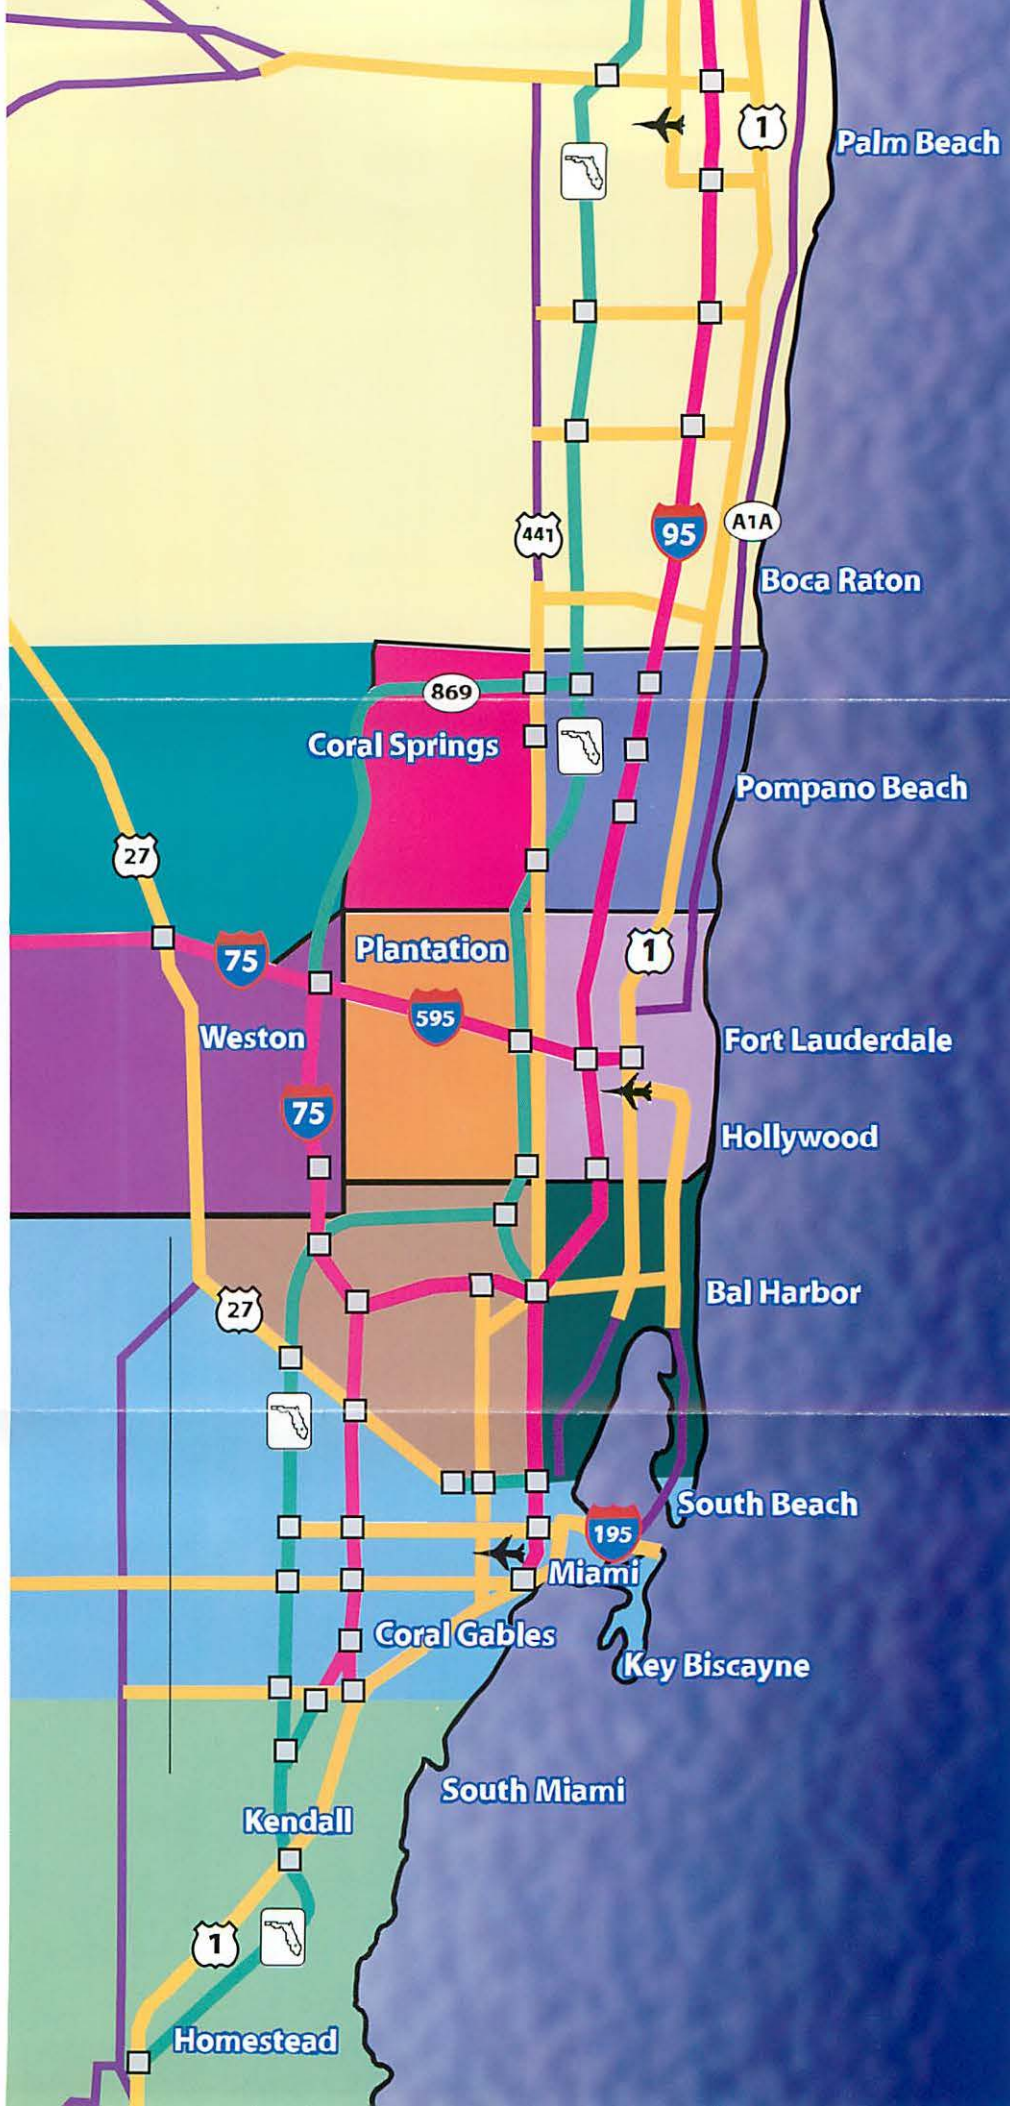 1
Palm Beach
441
95
A1A
Boca Raton
869
Coral Springs
Pompano Beach
27
75
Plantation
1
595
Weston
Fort Lauderdale
75
Hollywood
27
Bal Harbor
South Beach
195
Miami
Coral Gables
Key Biscayne
South Miami
Kendall
1
Homestead